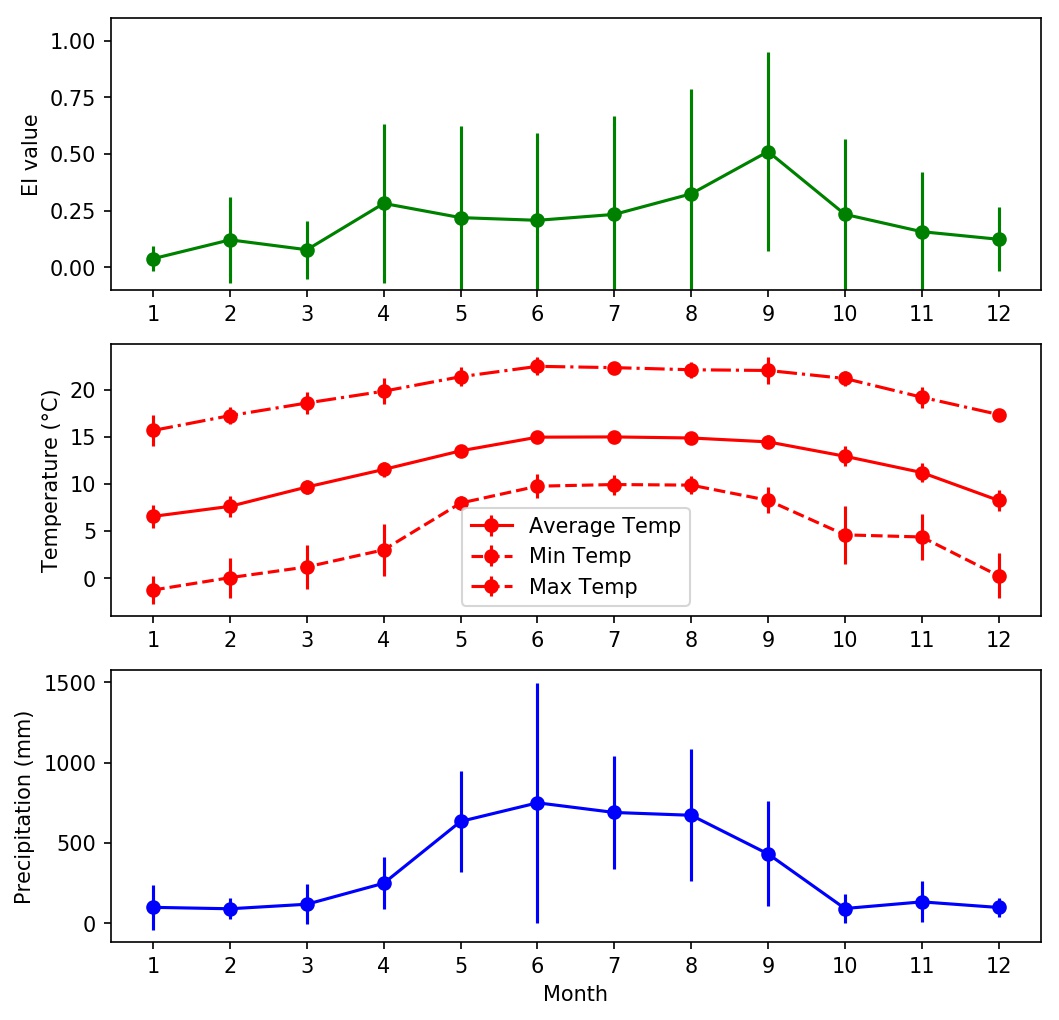 EI value
1.00
0.75
0.50
0.25
0.00
1 2 3 4 5 6 7 8 9 10 11 12
Temperature (°C)
20
15
10
5
0
Average Temp
Min Temp
Max Temp
1 2 3 4 5 6 7 8 9 10 11 12
Precipitation (mm)
1500
1000
500
0
1 2 3 4 5 6 7 8 9 10 11 12
Month